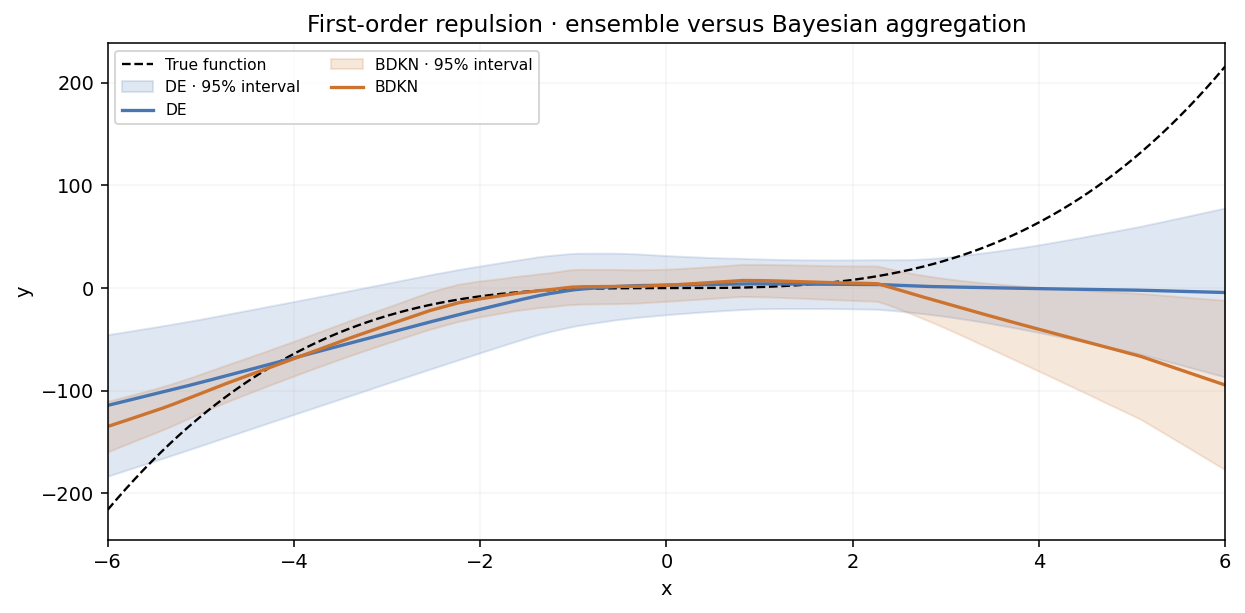 First-order repulsion · ensemble versus Bayesian aggregation
True function
DE · 95% interval
DE
BDKN · 95% interval
BDKN
y
200
100
0
−100
−200
−6
−4
−2
0
2
4
6
x